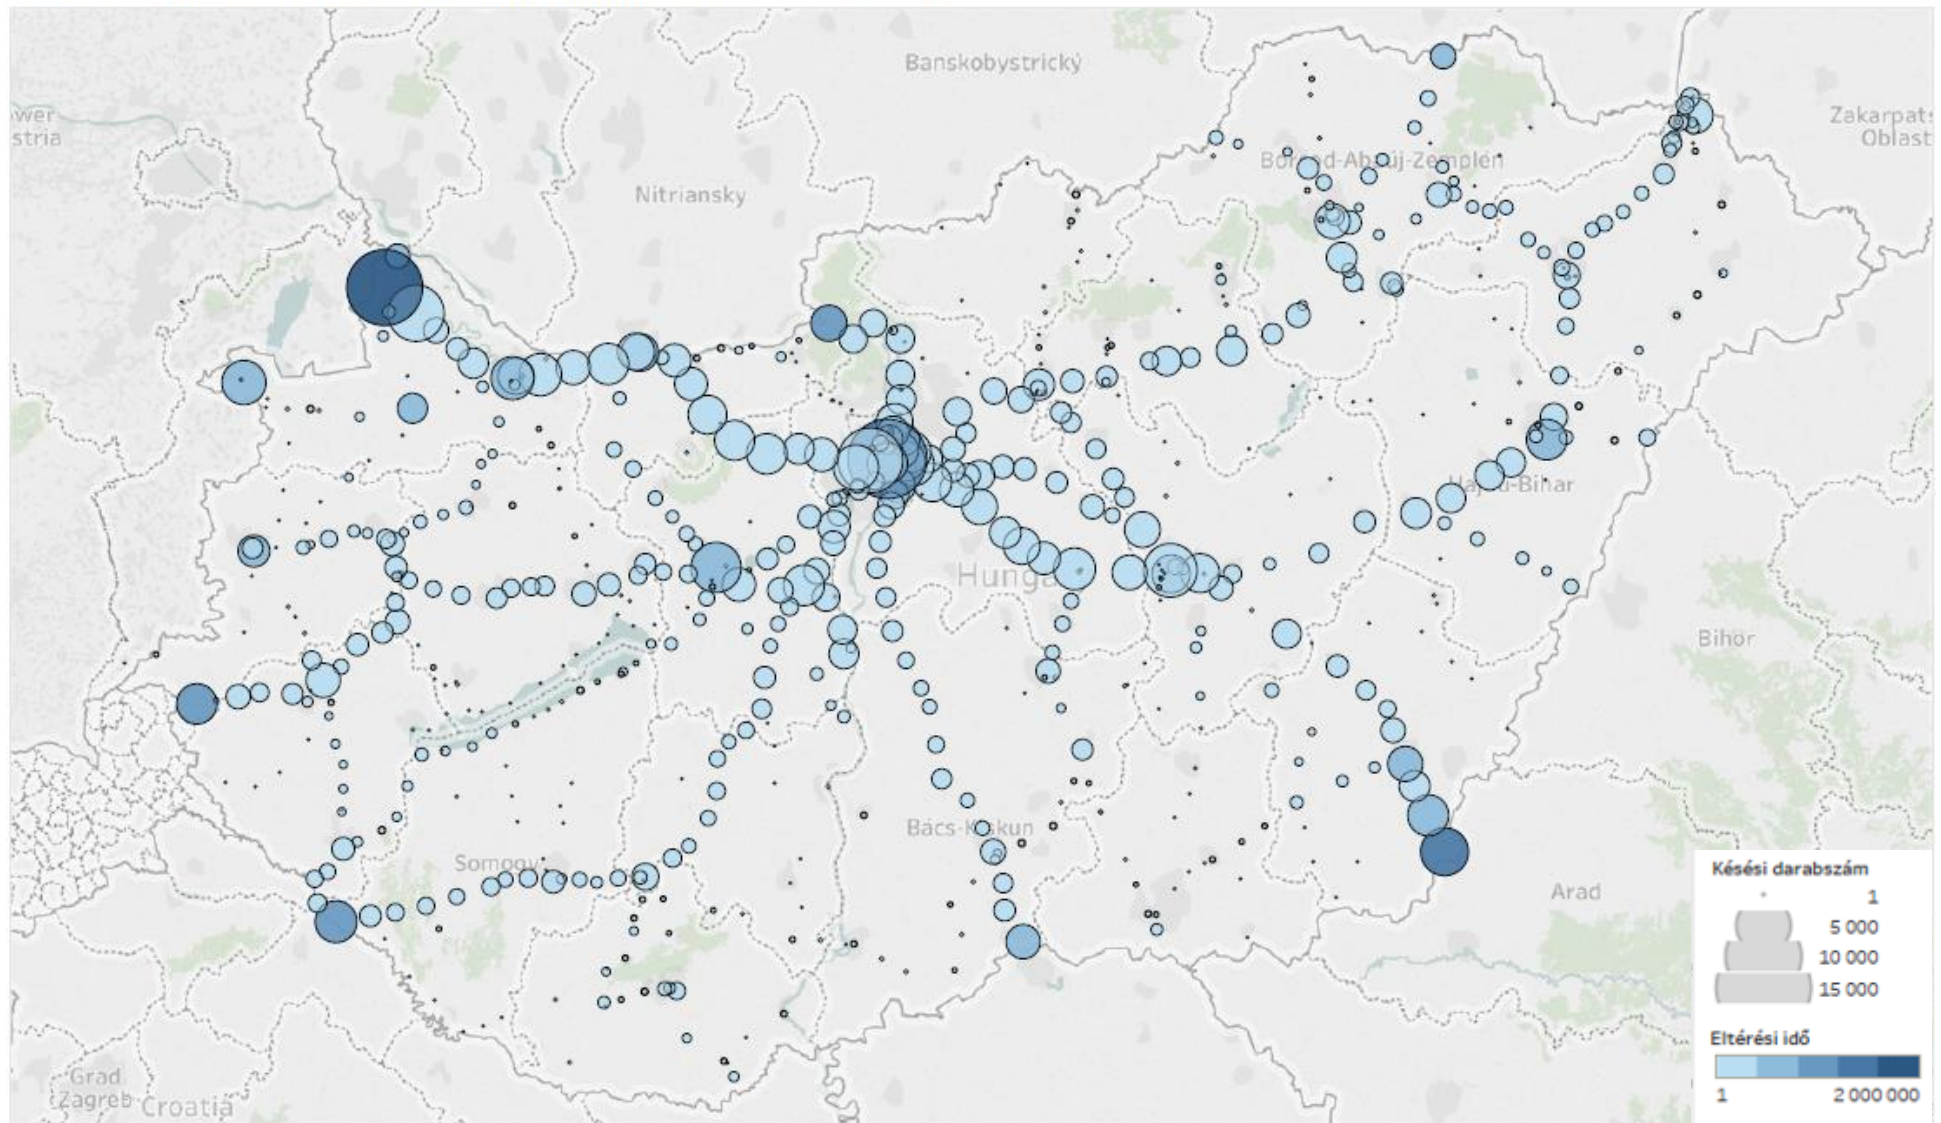 Banskobystrický
ower
stria
Zakarpats
Oblast
Borsod-Abaúj-Zemplén
Nitriansky
Hajdú-Bihar
Hunga
Bihor
Bács-Kiskun
Somogy
Arad
Grad
Zagreb
Croatia
Késési darabszám
1
5 000
10 000
15 000
Eltérési idő
1
2 000 000